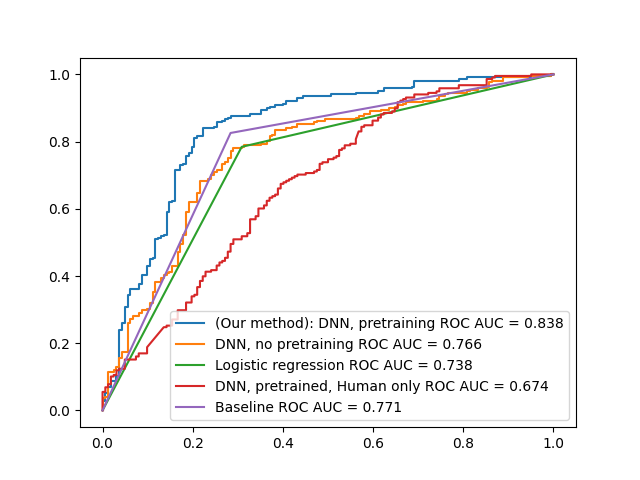 1.0
0.8
0.6
0.4
0.2
0.0
(Our method): DNN, pretraining ROC AUC = 0.838
DNN, no pretraining ROC AUC = 0.766
Logistic regression ROC AUC = 0.738
DNN, pretrained, Human only ROC AUC = 0.674
Baseline ROC AUC = 0.771
0.0 0.2 0.4 0.6 0.8 1.0